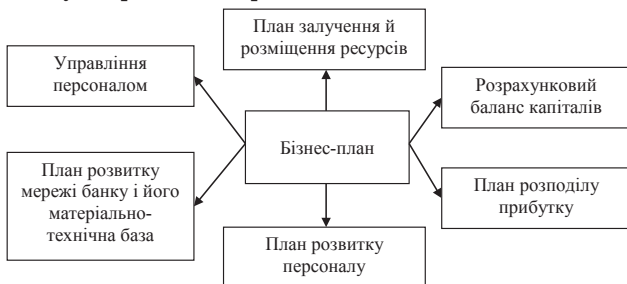 План залучення й
розміщення ресурсів
Управління
персоналом
Розрахунковий
баланс капіталів
Бізнес-план
План розвитку
мережі банку і його
матеріально-
технічна база
План розподілу
прибутку
План розвитку
персоналу